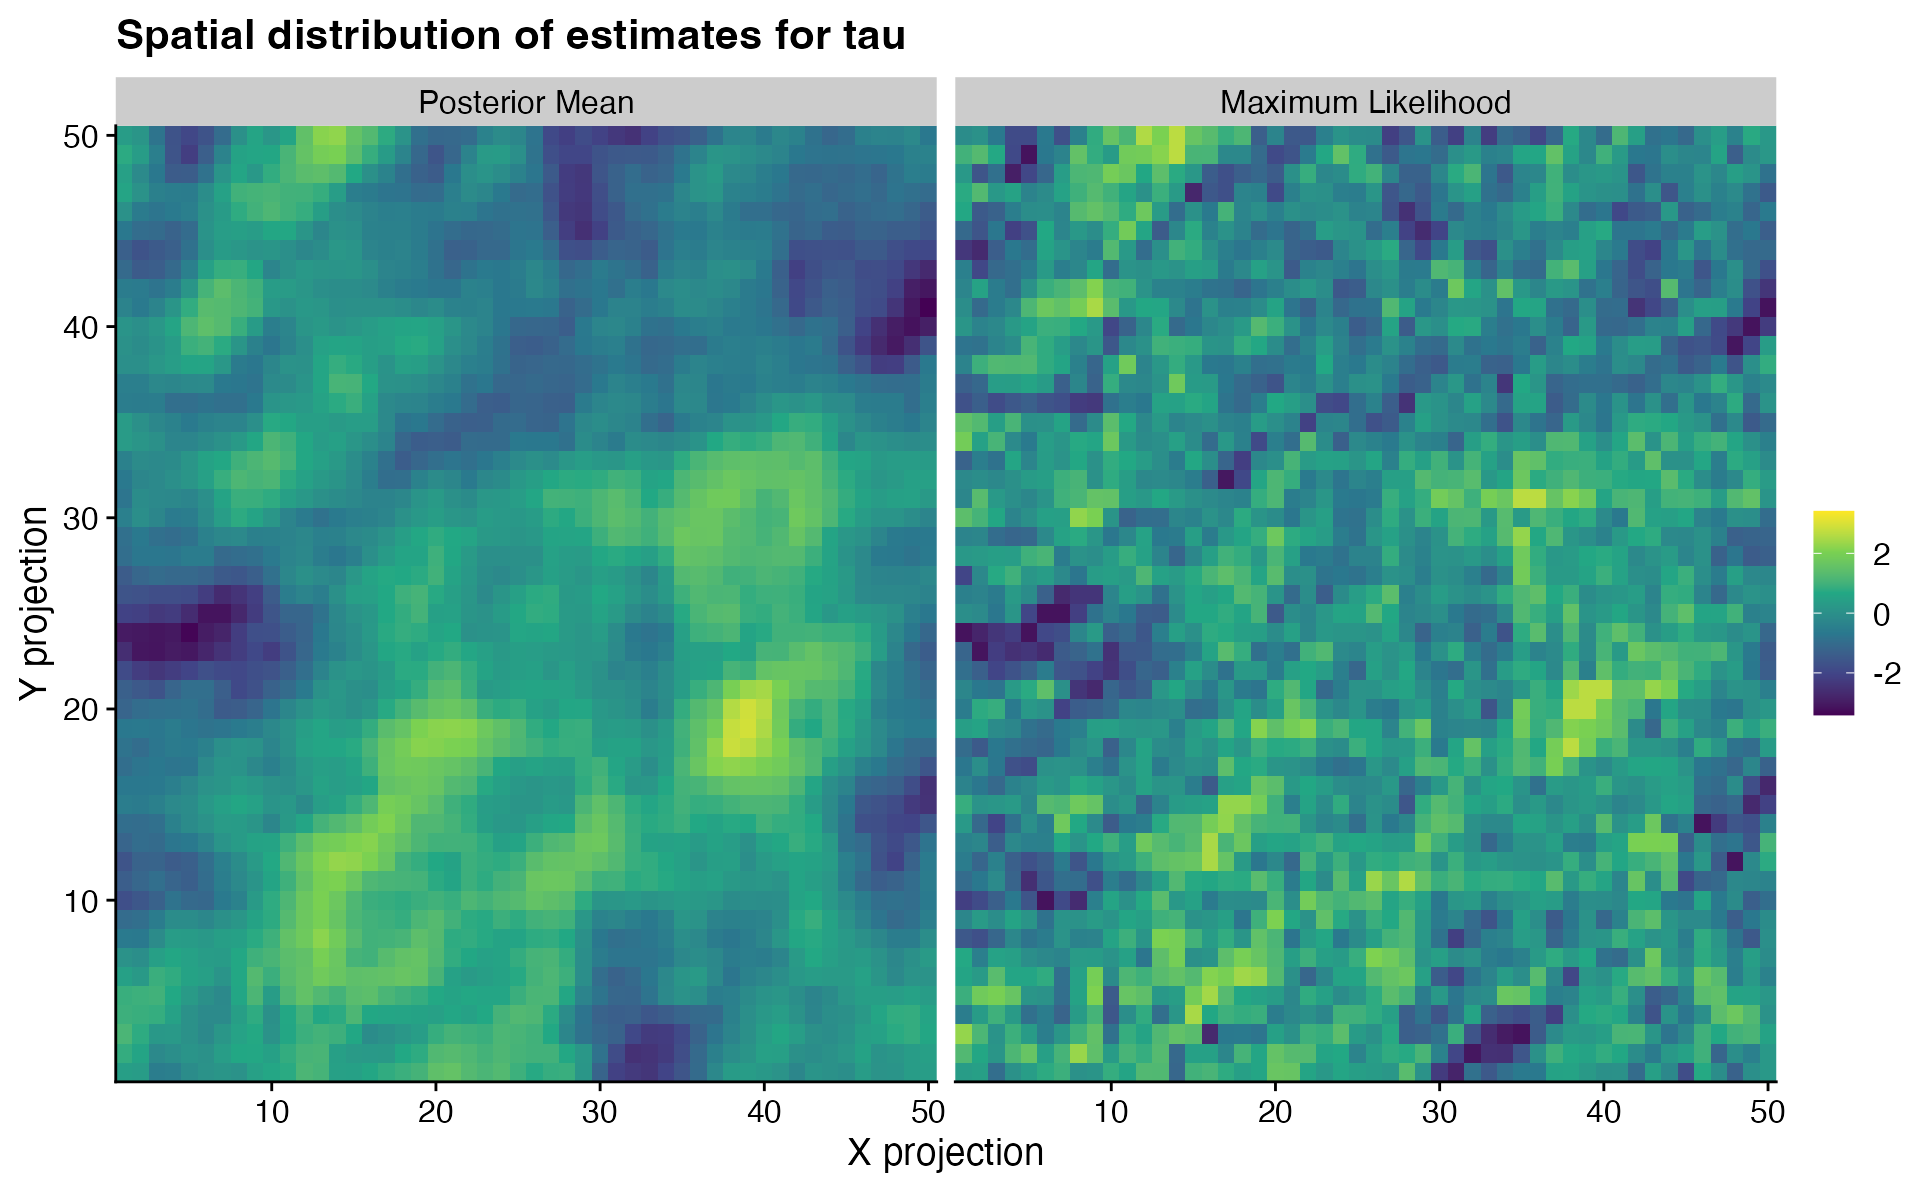 Spatial distribution of estimates for tau
Posterior Mean
Maximum Likelihood
Y projection
50
40
30
20
10
10 20 30 40 50
10 20 30 40 50
X projection
2
0
-2